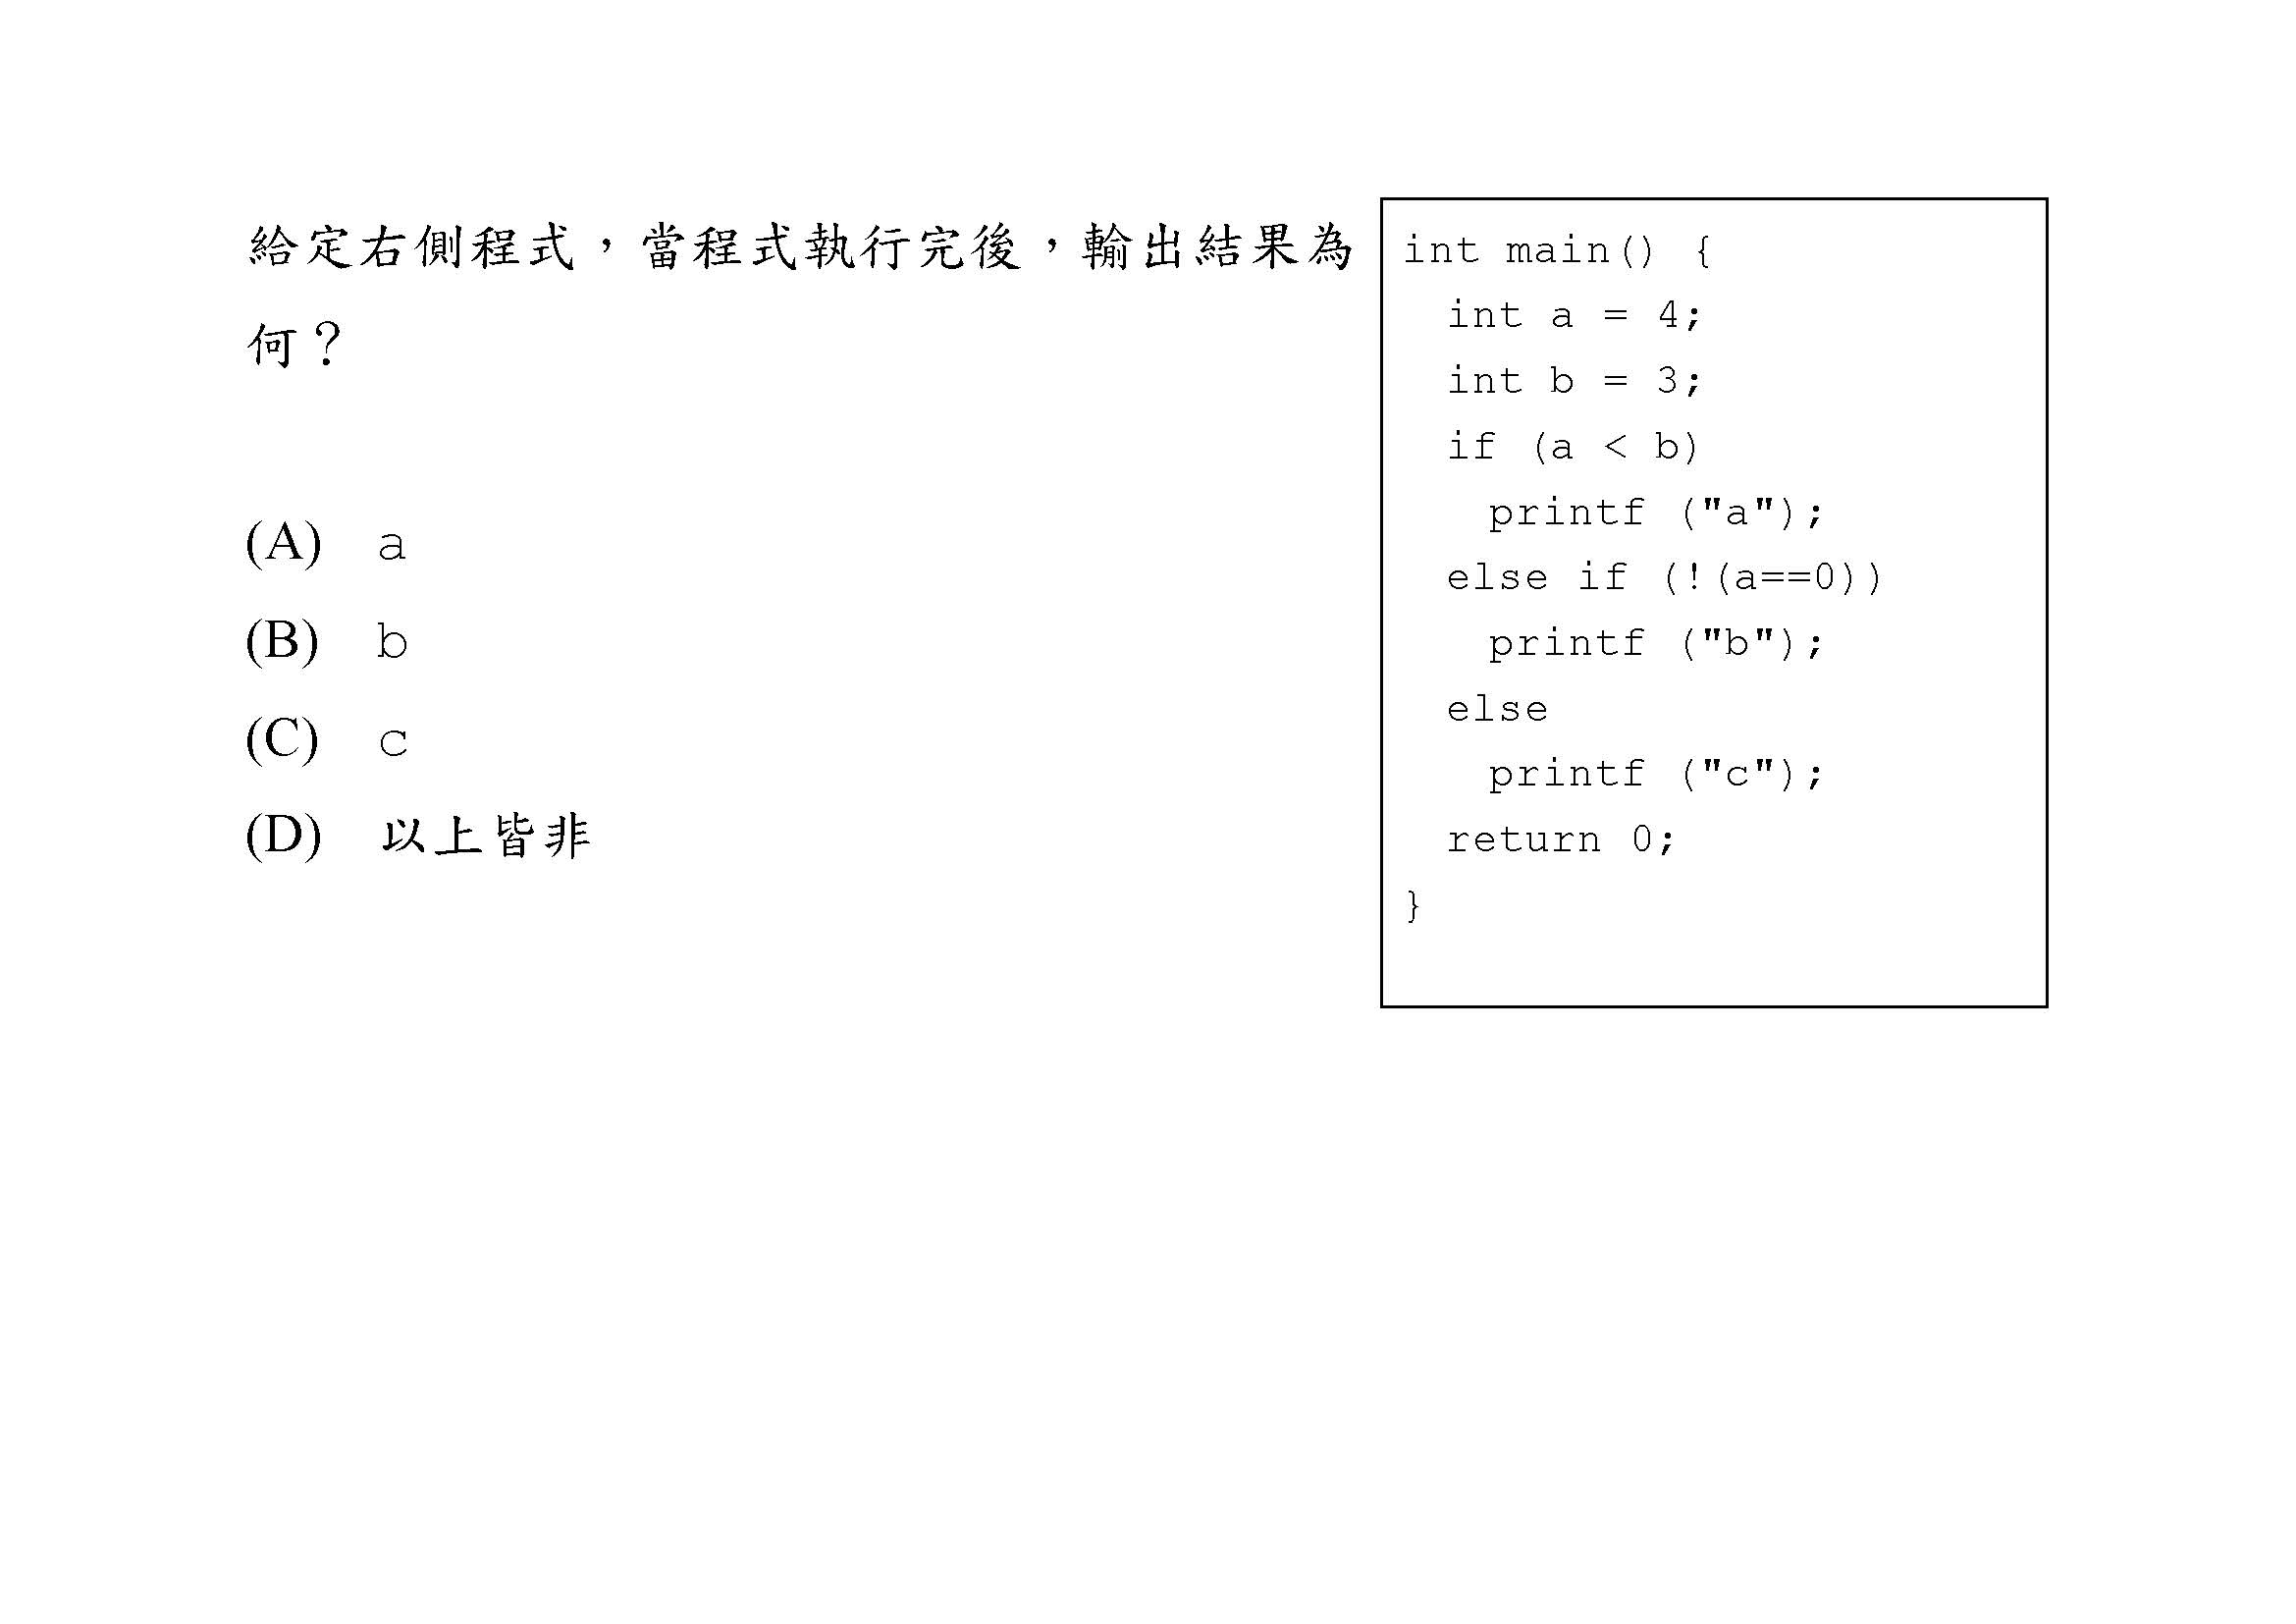 給定右側程式，當程式執行完後，輸出結果為
何？
(A) a
(B) b
(C) c
(D) 以上皆非
int main() {
  int a = 4;
  int b = 3;
  if (a < b)
    printf ("a");
  else if (!(a==0))
    printf ("b");
  else
    printf ("c");
  return 0;
}